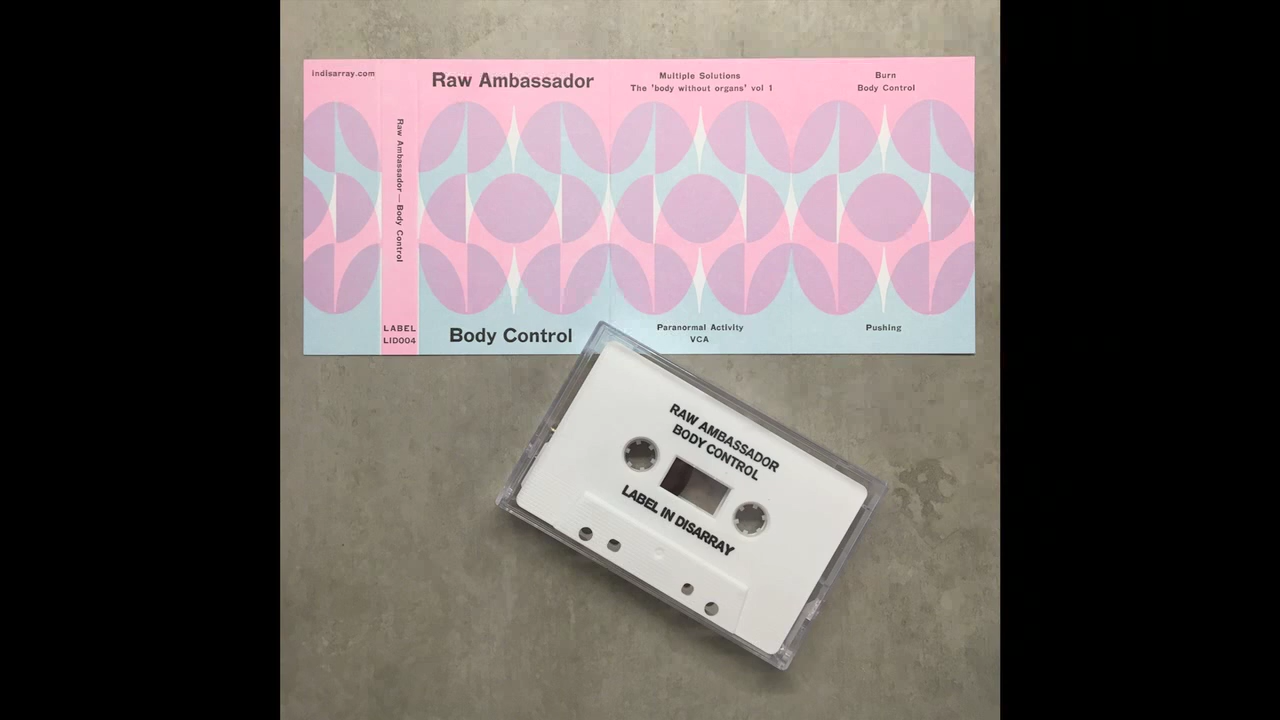 indisarray.com
Raw Ambassador — Body Control
LABEL
LID004
Raw Ambassador
Body Control
Multiple Solutions
The 'body without organs' vol 1
Paranormal Activity
VCA
Burn
Body Control
Pushing
RAW AMBASSADOR
BODY CONTROL
LABEL IN DISARRAY